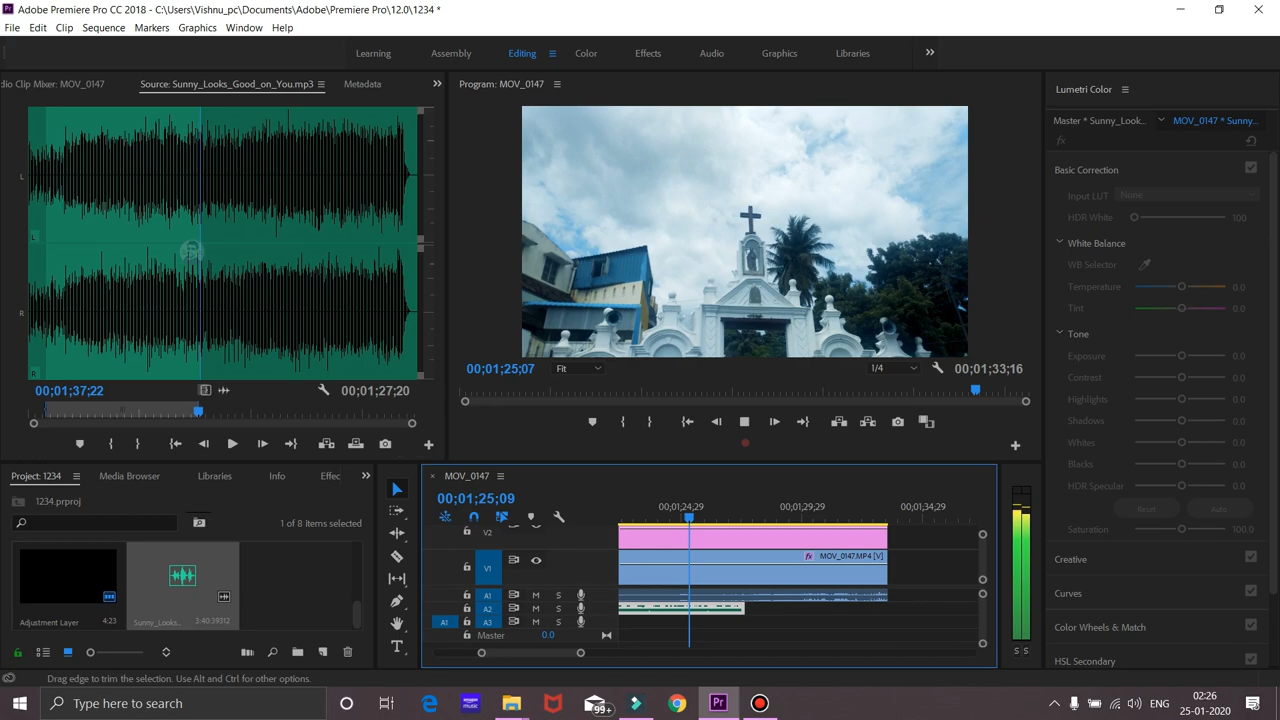 Adobe Premiere Pro CC 2018 - C:\Users\Vishnu_pc\Documents\Adobe\Premiere Pro\12.0\1234 *
File Edit Clip Sequence Markers Graphics Window Help
Learning Assembly Editing Color Effects Audio Graphics Libraries
dio Clip Mixer: MOV_0147 Source: Sunny_Looks_Good_on_You.mp3 Metadata
Program: MOV_0147
Lumetri Color
Master * Sunny_Look... MOV_0147 * Sunny...
fx
Basic Correction
Input LUT None
HDR White 100
White Balance
WB Selector
Temperature 0.0
Tint 0.0
Tone
Exposure 0.0
Contrast 0.0
Highlights 0.0
Shadows 0.0
Whites 0.0
Blacks 0.0
HDR Specular 0.0
Reset Auto
Saturation 100.0
Creative
Curves
Color Wheels & Match
HSL Secondary
L
L
R
R
00;01;37;22 00;01;27;20
00;01;25;07 Fit 1/4 00;01;33;16
Project: 1234 Media Browser Libraries Info Effec
1234.prproj
1 of 8 items selected
Adjustment Layer 4:23
Sunny_Looks... 3:40:39312
MOV_0147
00;01;25;09
00;01;24;29 00;01;29;29 00;01;34;29
V2
V1 fx MOV_0147.MP4 [V]
A1 M S
A2 M S
A1 A3 M S
Master 0.0
S S
Drag edge to trim the selection. Use Alt and Ctrl for other options.
Type here to search
99+
Pr
amazon music
ENG
02:26
25-01-2020